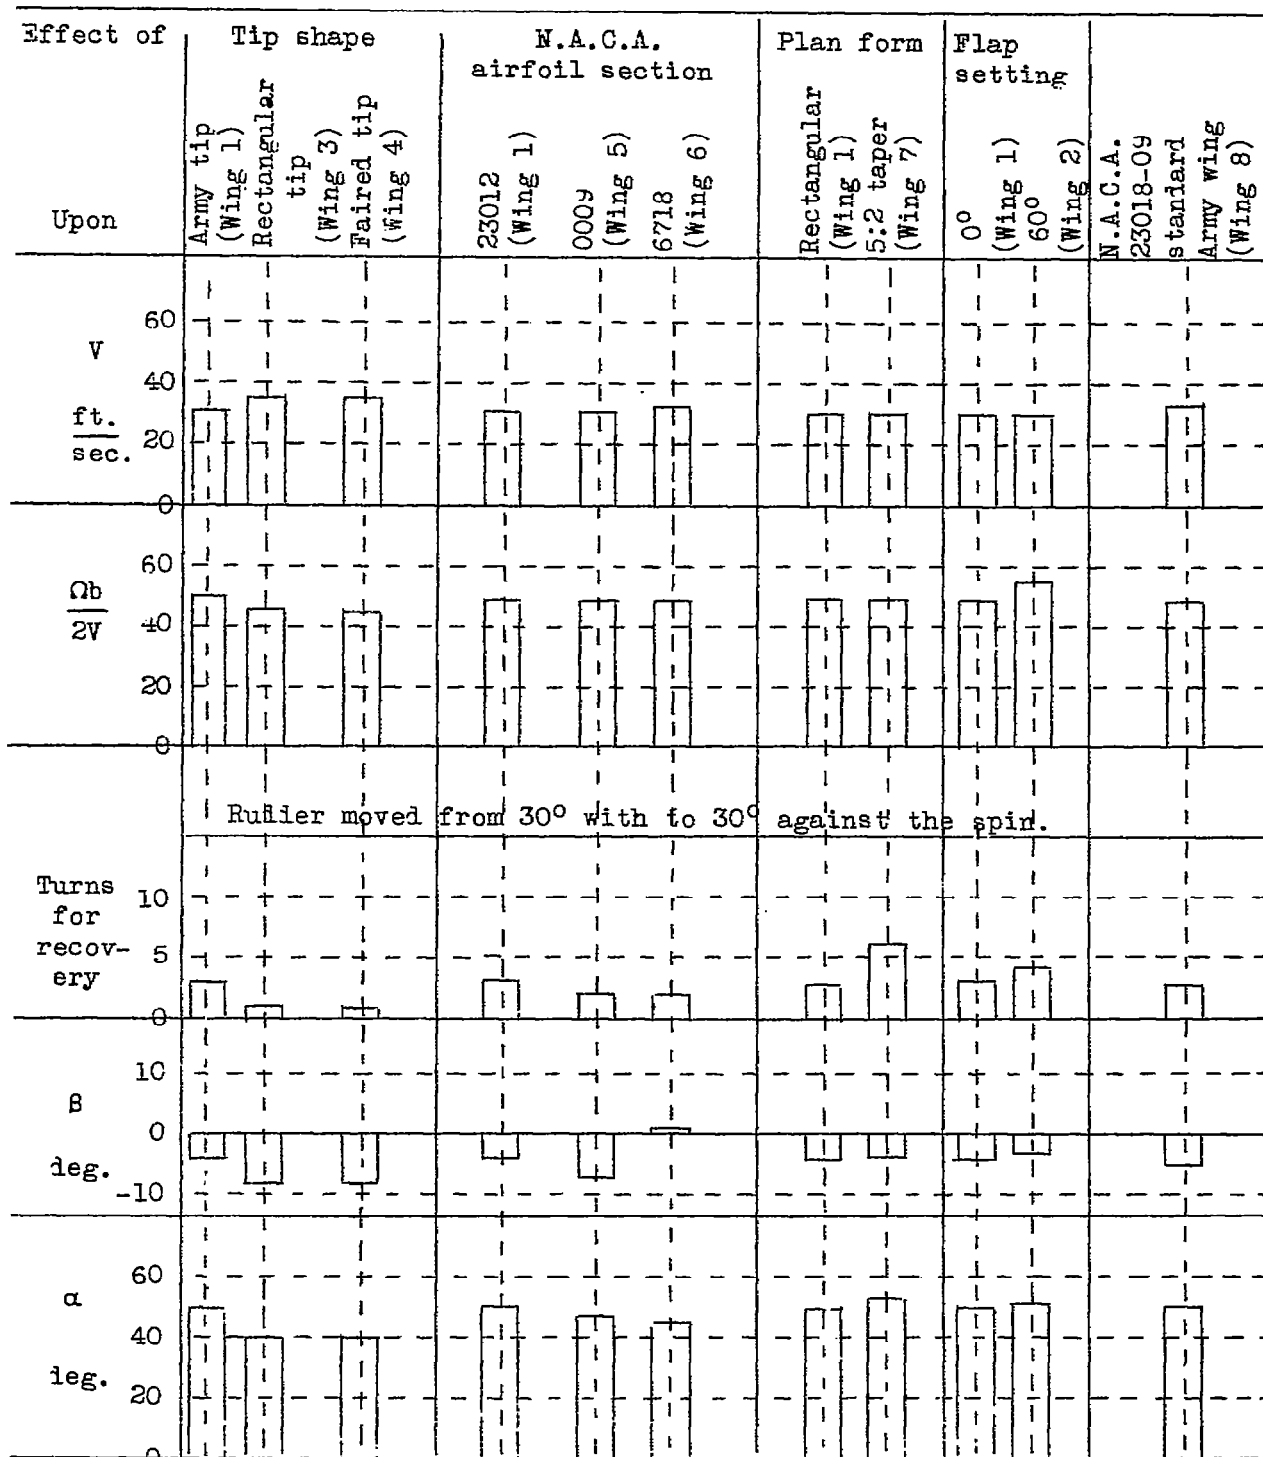 Effect of
Upon
Tip shape
Army tip
(Wing 1)
Rectangular
tip
(Wing 3)
Faired tip
(Wing 4)
N.A.C.A.
airfoil section
23012
(Wing 1)
0009
(Wing 5)
6718
(Wing 6)
Plan form
Rectangular
(Wing 1)
5:2 taper
(Wing 7)
Flap
setting
0°
(Wing 1)
60°
(Wing 2)
N.A.C.A.
23018-09
standard
Army wing
(Wing 8)
V
ft.
sec.
60
40
20
0
Ωb
2V
60
40
20
0
Rudder moved from 30° with to 30° against the spin.
Turns
for
recov-
ery
10
5
0
β
deg.
10
0
-10
α
deg.
60
40
20
0